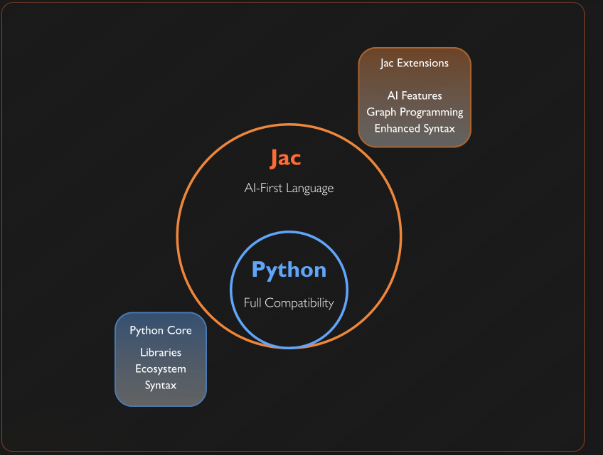 Jac Extensions
AI Features
Graph Programming
Enhanced Syntax
Jac
AI-First Language
Python
Full Compatibility
Python Core
Libraries
Ecosystem
Syntax